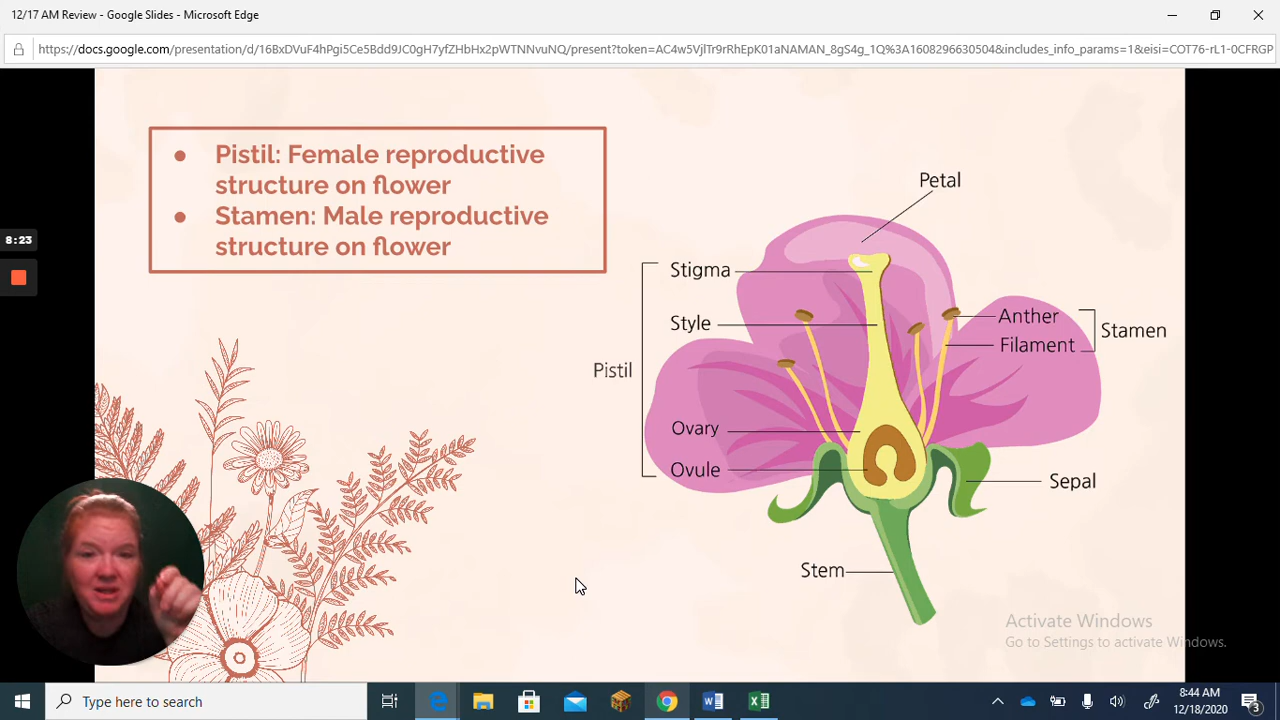 12/17 AM Review - Google Slides - Microsoft Edge
https://docs.google.com/presentation/d/16BxDVuF4hPgi5Ce5Bdd9JC0gH7yfZHbHx2pWTNNvuNQ/present?token=AC4w5VjlTr9rRhEpK01aNAMAN_8gS4g_1Q%3A1608296630504&includes_info_params=1&eisi=COT76-rL1-0CFRGP
● Pistil: Female reproductive
structure on flower
● Stamen: Male reproductive
structure on flower
8:23
Petal
Stigma
Style
Pistil
Ovary
Ovule
Anther
Filament
Stamen
Sepal
Stem
Activate Windows
Go to Settings to activate Windows.
Type here to search
8:44 AM
12/18/2020
3